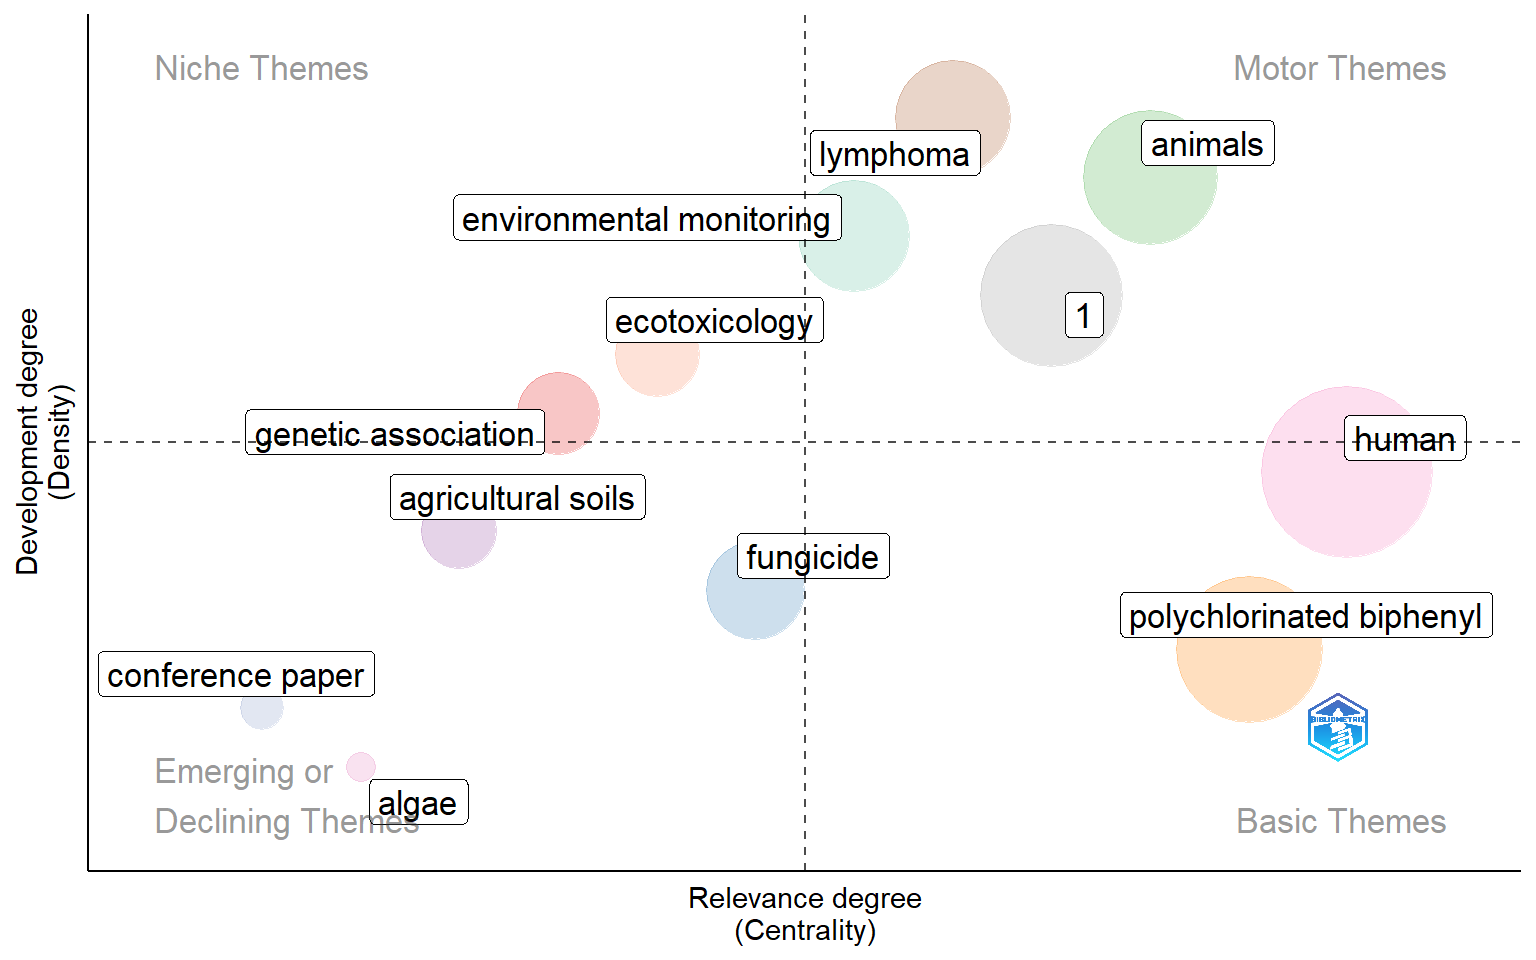 Niche Themes
Motor Themes
lymphoma
animals
environmental monitoring
1
ecotoxicology
genetic association
human
agricultural soils
fungicide
polychlorinated biphenyl
conference paper
BIBLIOMETRIX
Emerging or
Declining Themes
algae
Basic Themes
Development degree
(Density)
Relevance degree
(Centrality)